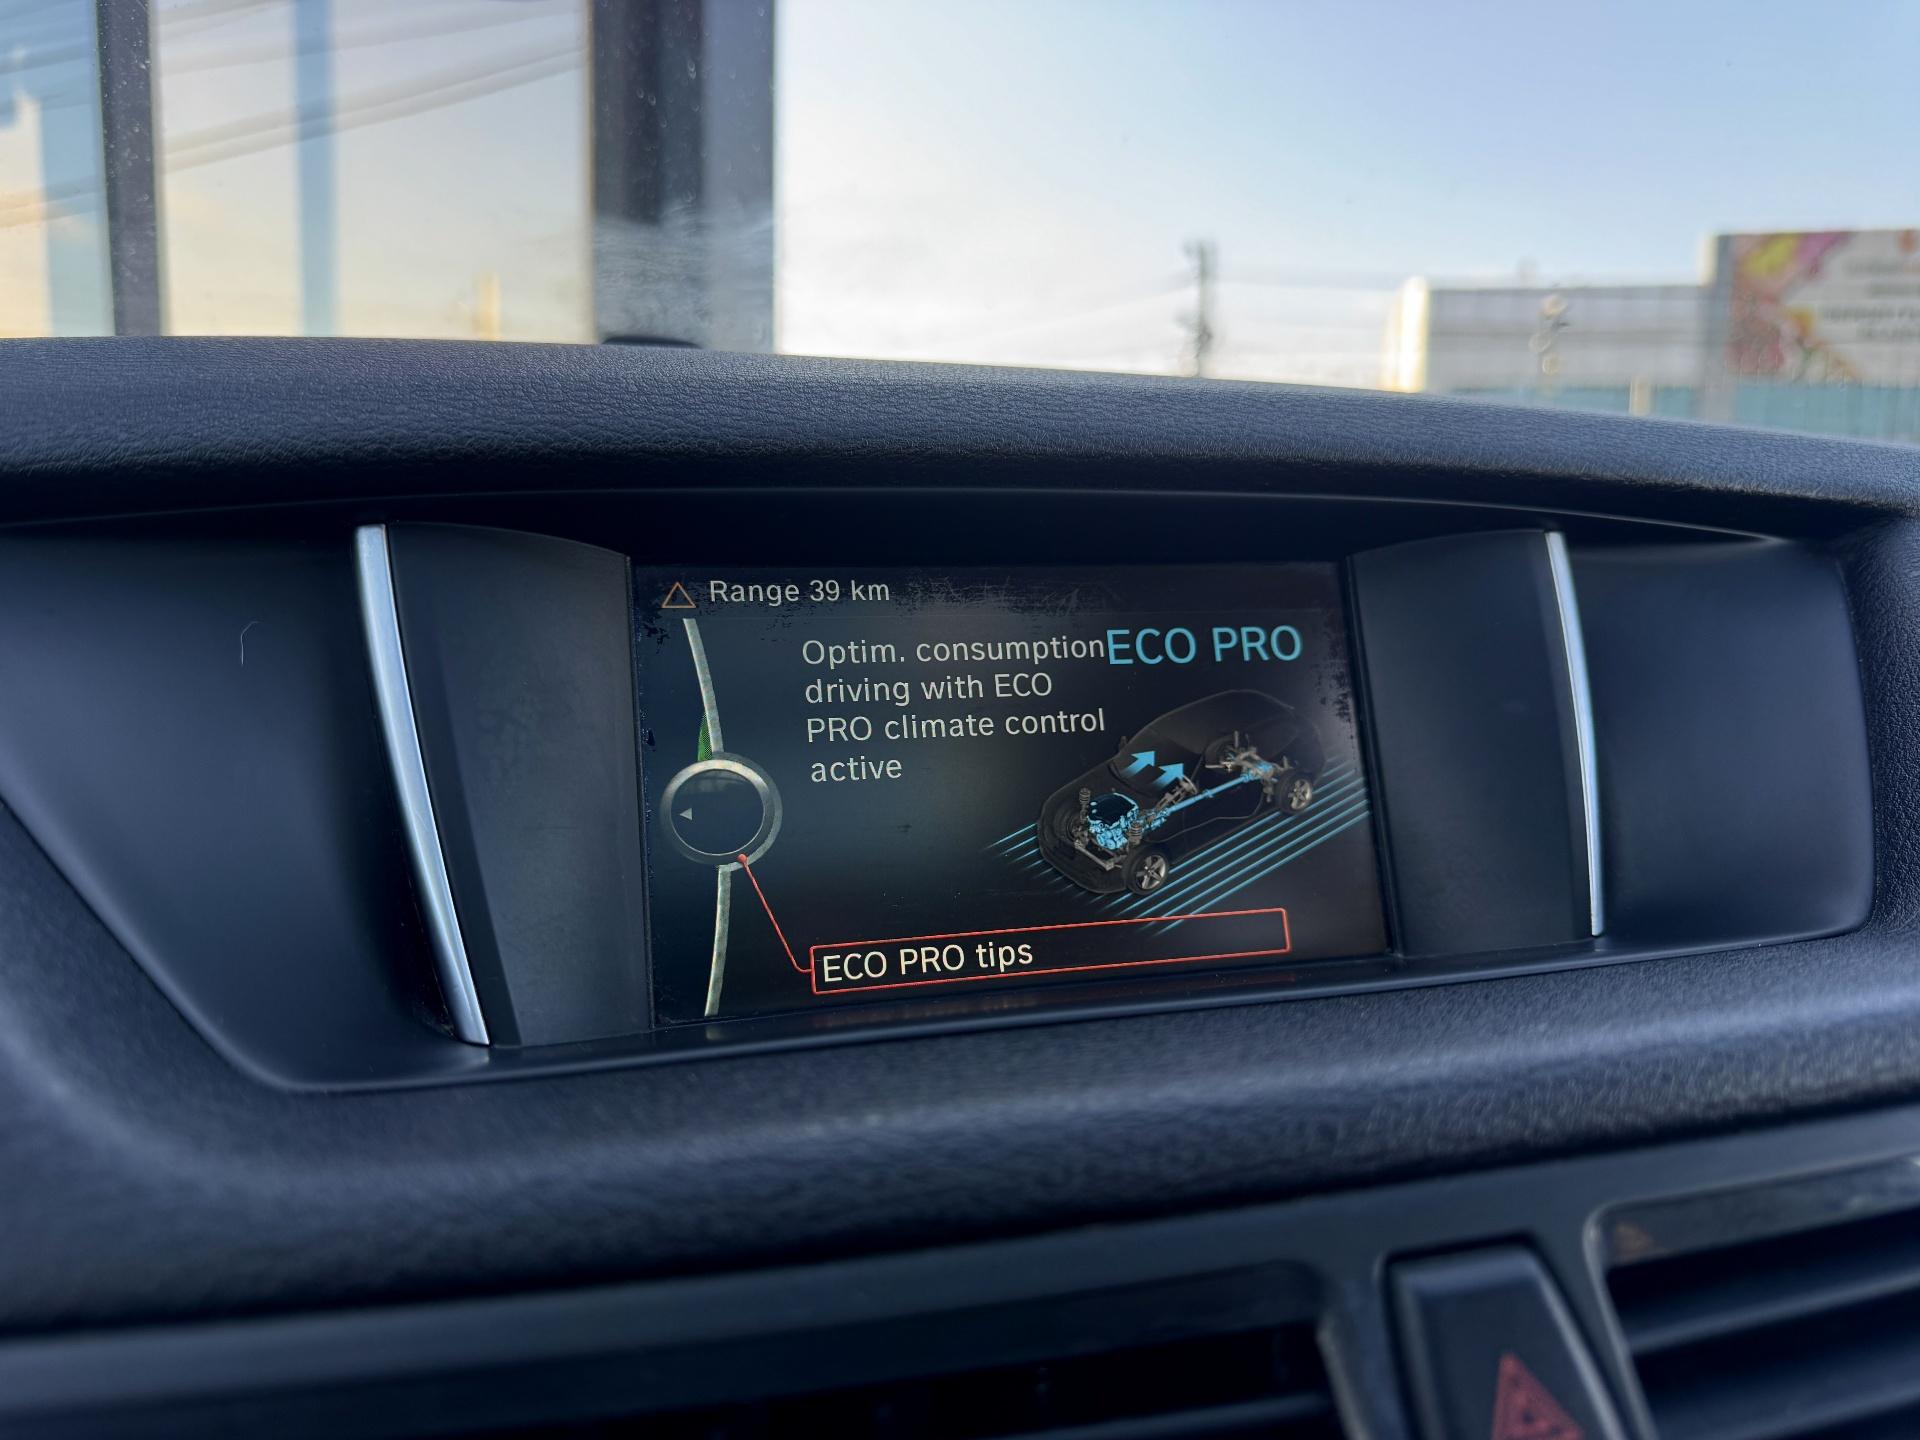 Range 39 km
Optim. consumption
driving with ECO
PRO climate control
active
ECO PRO
ECO PRO tips